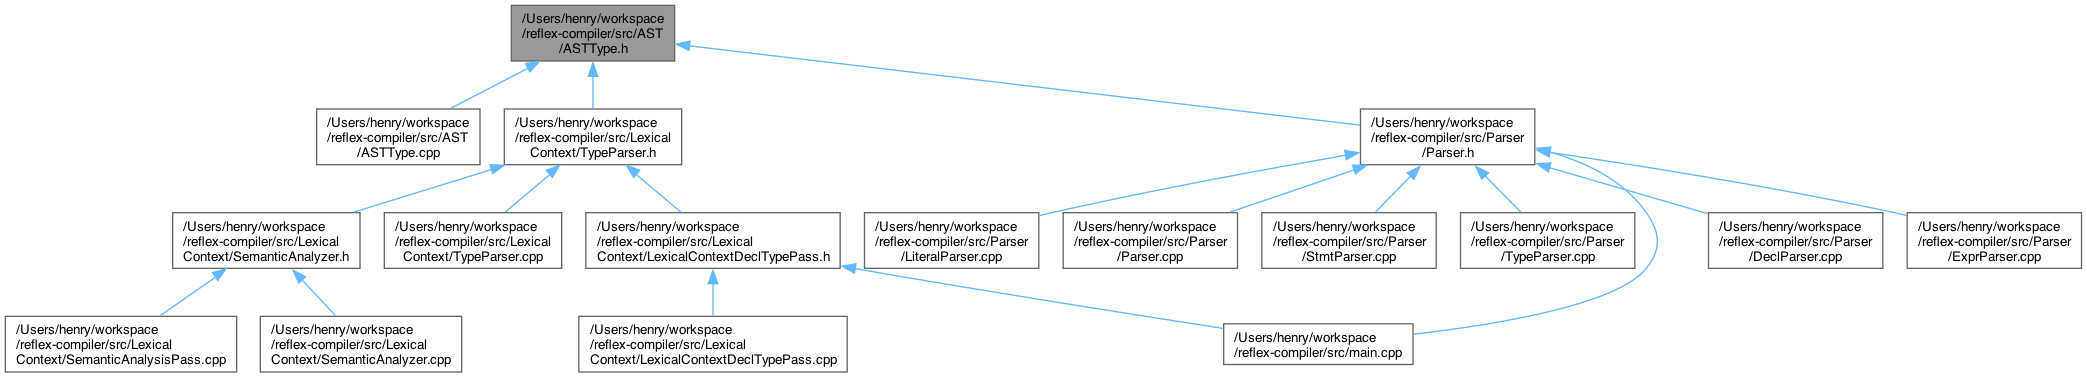 /Users/henry/workspace
/reflex-compiler/src/AST
/ASTType.h
/Users/henry/workspace
/reflex-compiler/src/AST
/ASTType.cpp
/Users/henry/workspace
/reflex-compiler/src/Lexical
Context/TypeParser.h
/Users/henry/workspace
/reflex-compiler/src/Parser
/Parser.h
/Users/henry/workspace
/reflex-compiler/src/Lexical
Context/SemanticAnalyzer.h
/Users/henry/workspace
/reflex-compiler/src/Lexical
Context/TypeParser.cpp
/Users/henry/workspace
/reflex-compiler/src/Lexical
Context/LexicalContextDeclTypePass.h
/Users/henry/workspace
/reflex-compiler/src/Parser
/LiteralParser.cpp
/Users/henry/workspace
/reflex-compiler/src/Parser
/Parser.cpp
/Users/henry/workspace
/reflex-compiler/src/Parser
/StmtParser.cpp
/Users/henry/workspace
/reflex-compiler/src/Parser
/TypeParser.cpp
/Users/henry/workspace
/reflex-compiler/src/Parser
/DeclParser.cpp
/Users/henry/workspace
/reflex-compiler/src/Parser
/ExprParser.cpp
/Users/henry/workspace
/reflex-compiler/src/Lexical
Context/SemanticAnalysisPass.cpp
/Users/henry/workspace
/reflex-compiler/src/Lexical
Context/SemanticAnalyzer.cpp
/Users/henry/workspace
/reflex-compiler/src/Lexical
Context/LexicalContextDeclTypePass.cpp
/Users/henry/workspace
/reflex-compiler/src/main.cpp